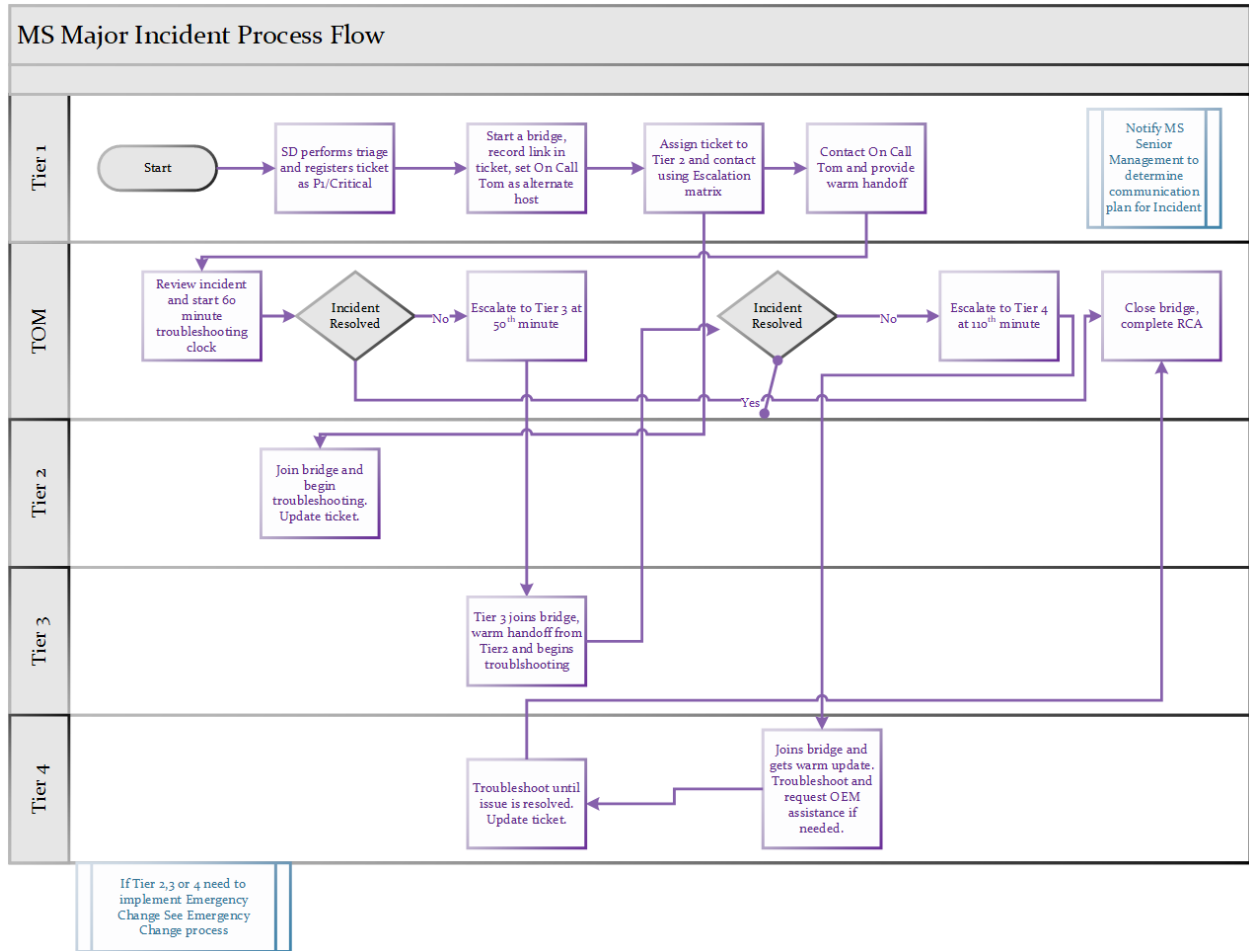 MS Major Incident Process Flow
Tier 1
Start
SD performs triage
and registers ticket
as P1/Critical
Start a bridge,
record link in
ticket, set On Call
Tom as alternate
host
Assign ticket to
Tier 2 and contact
using Escalation
matrix
Contact On Call
Tom and provide
warm handoff
Notify MS
Senior
Management to
determine
communication
plan for Incident
TOM
Review incident
and start 60
minute
troubleshooting
clock
Incident
Resolved
No
Escalate to Tier 3 at
50th minute
Incident
Resolved
No
Escalate to Tier 4
at 110th minute
Close bridge,
complete RCA
Yes
Tier 2
Join bridge and
begin
troubleshooting.
Update ticket.
Tier 3
Tier 3 joins bridge,
warm handoff from
Tier2 and begins
troublshooting
Tier 4
Troubleshoot until
issue is resolved.
Update ticket.
Joins bridge and
gets warm update.
Troubleshoot and
request OEM
assistance if
needed.
If Tier 2,3 or 4 need to
implement Emergency
Change See Emergency
Change process